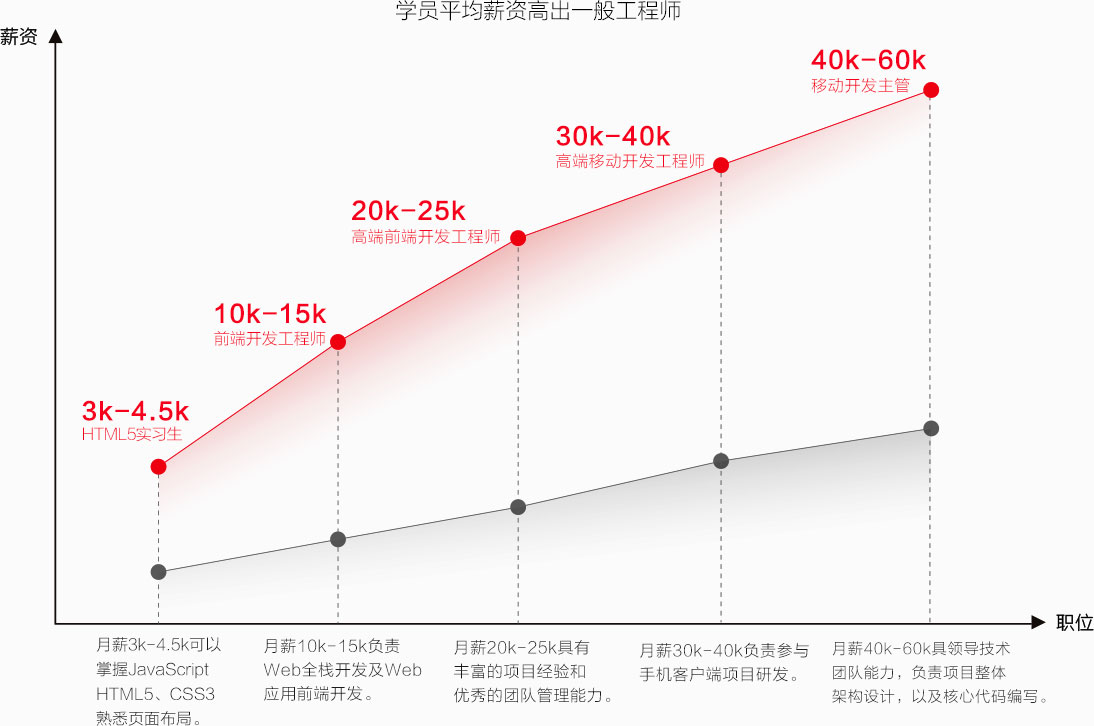 学员平均薪资高出一般工程师
薪资
40k-60k
移动开发主管
30k-40k
高端移动开发工程师
20k-25k
高端前端开发工程师
10k-15k
前端开发工程师
3k-4.5k
HTML5实习生
职位
月薪3k-4.5k可以
掌握JavaScript
HTML5、CSS3
熟悉页面布局。
月薪10k-15k负责
Web全栈开发及Web
应用前端开发。
月薪20k-25k具有
丰富的项目经验和
优秀的团队管理能力。
月薪30k-40k负责参与
手机客户端项目研发。
月薪40k-60k具领导技术
团队能力，负责项目整体
架构设计，以及核心代码编写。